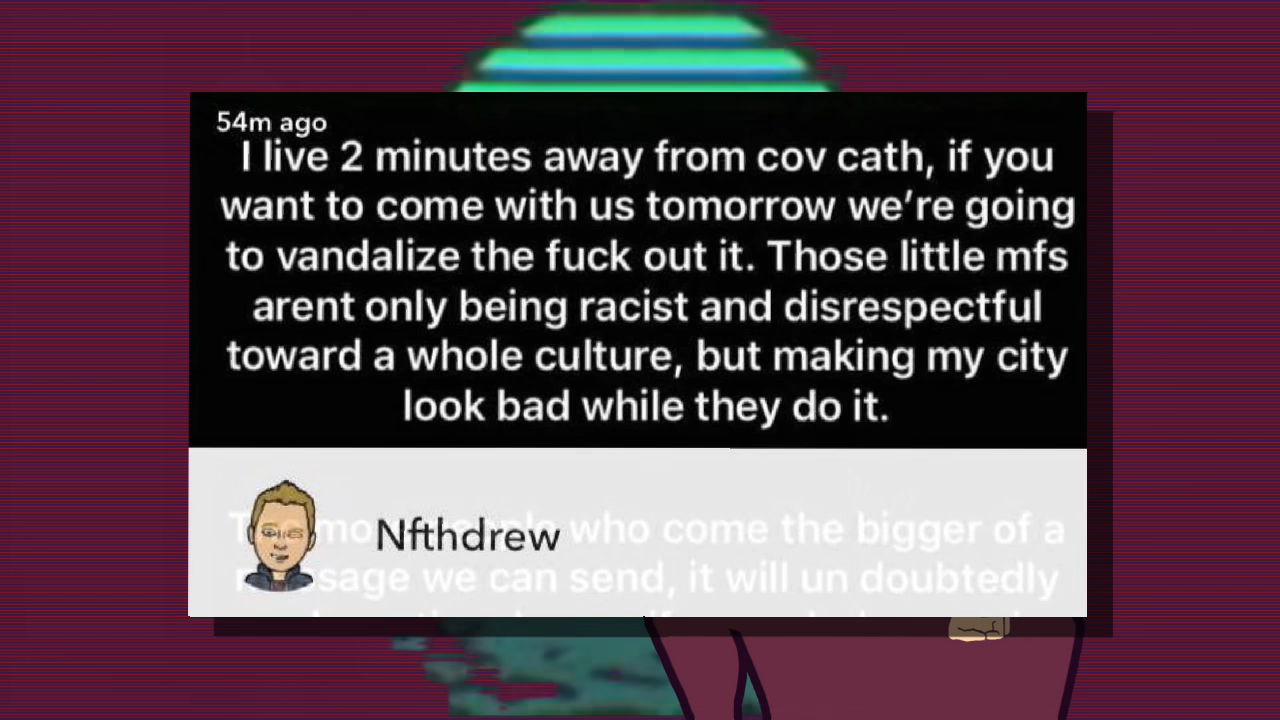 54m ago
I live 2 minutes away from cov cath, if you
want to come with us tomorrow we're going
to vandalize the fuck out it. Those little mfs
arent only being racist and disrespectful
toward a whole culture, but making my city
look bad while they do it.
Nfthdrew
who come the bigger of a
we can send, it will un doubtedly